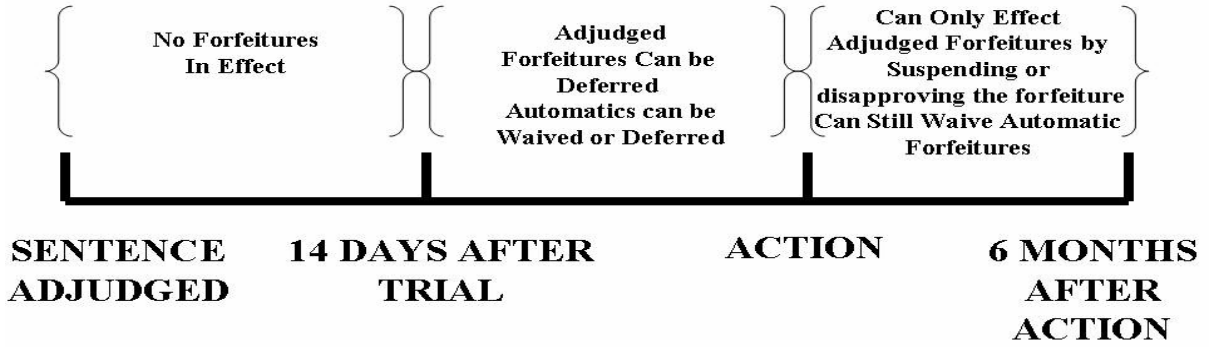 No Forfeitures
In Effect
Adjudged
Forfeitures Can be
Deferred
Automatics can be
Waived or Deferred
Can Only Effect
Adjudged Forfeitures by
Suspending or
disapproving the forfeiture
Can Still Waive Automatic
Forfeitures
SENTENCE
ADJUDGED
14 DAYS AFTER
TRIAL
ACTION
6 MONTHS
AFTER
ACTION